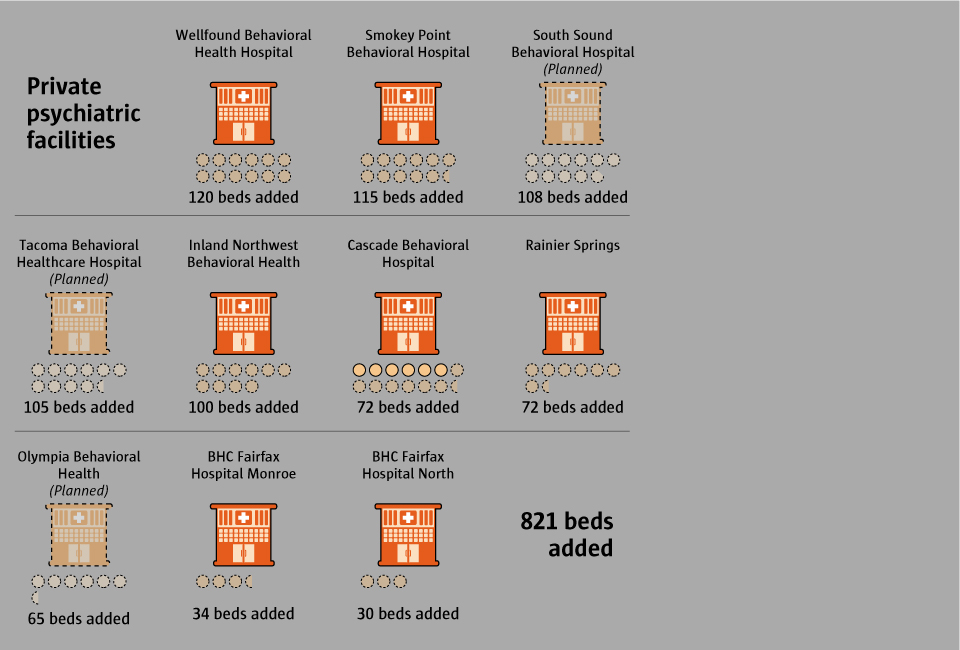 Private
psychiatric
facilities
Wellfound Behavioral
Health Hospital
120 beds added
Smokey Point
Behavioral Hospital
115 beds added
South Sound
Behavioral Hospital
(Planned)
108 beds added
Tacoma Behavioral
Healthcare Hospital
(Planned)
105 beds added
Inland Northwest
Behavioral Health
100 beds added
Cascade Behavioral
Hospital
72 beds added
Rainier Springs
72 beds added
Olympia Behavioral
Health
(Planned)
65 beds added
BHC Fairfax
Hospital Monroe
34 beds added
BHC Fairfax
Hospital North
30 beds added
821 beds
added